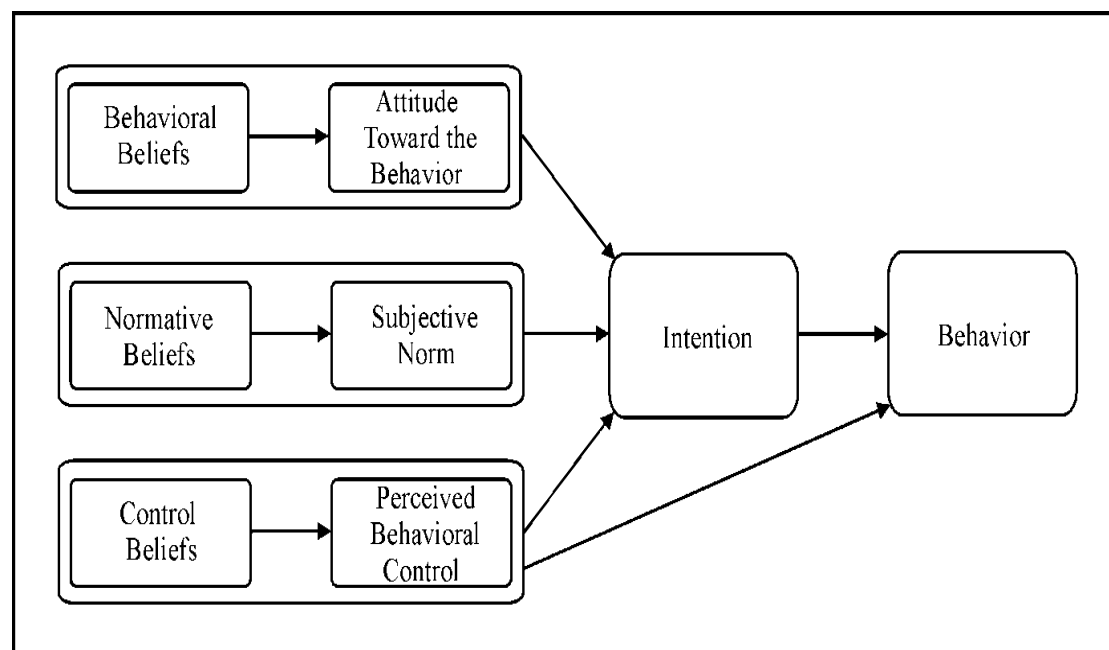 Behavioral
Beliefs
Attitude
Toward the
Behavior
Normative
Beliefs
Subjective
Norm
Intention
Behavior
Control
Beliefs
Perceived
Behavioral
Control